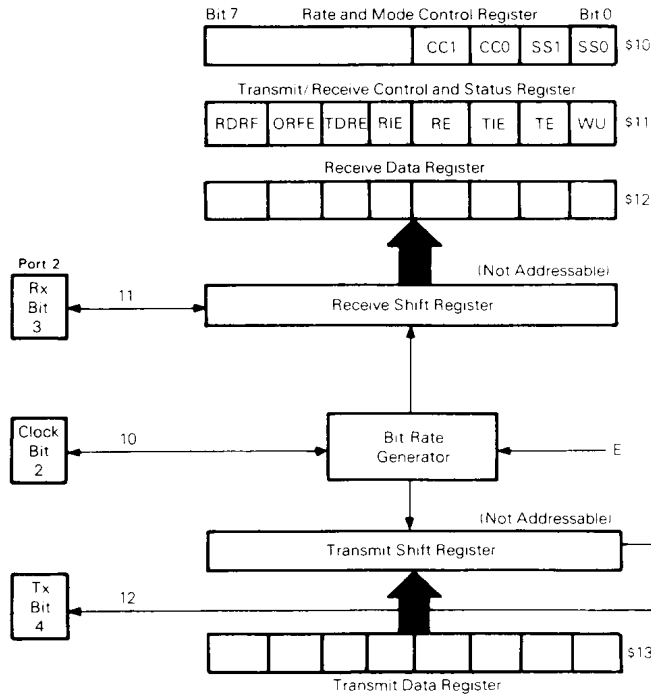 Bit 7 Rate and Mode Control Register Bit 0
CC1 CC0 SS1 SS0 $10
Transmit/Receive Control and Status Register
RDRF ORFE TDRE RIE RE TIE TE WU $11
Receive Data Register
$12
Port 2
(Not Addressable)
Rx
Bit
3
11
Receive Shift Register
Clock
Bit
2
10
Bit Rate
Generator
E
(Not Addressable)
Transmit Shift Register
Tx
Bit
4
12
$13
Transmit Data Register